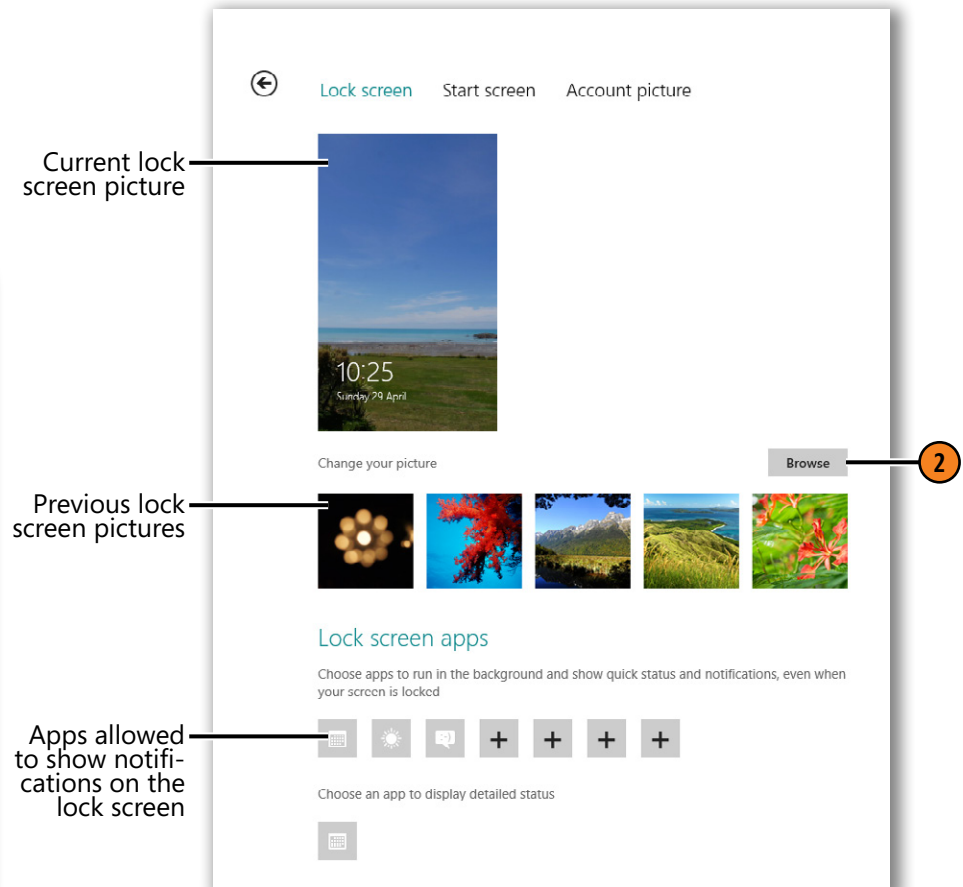 Lock screen Start screen Account picture
Current lock
screen picture
10:25
Sunday 29 April
Change your picture
Browse
2
Previous lock
screen pictures
Lock screen apps
Choose apps to run in the background and show quick status and notifications, even when
your screen is locked
Apps allowed
to show notifi-
cations on the
lock screen
Choose an app to display detailed status